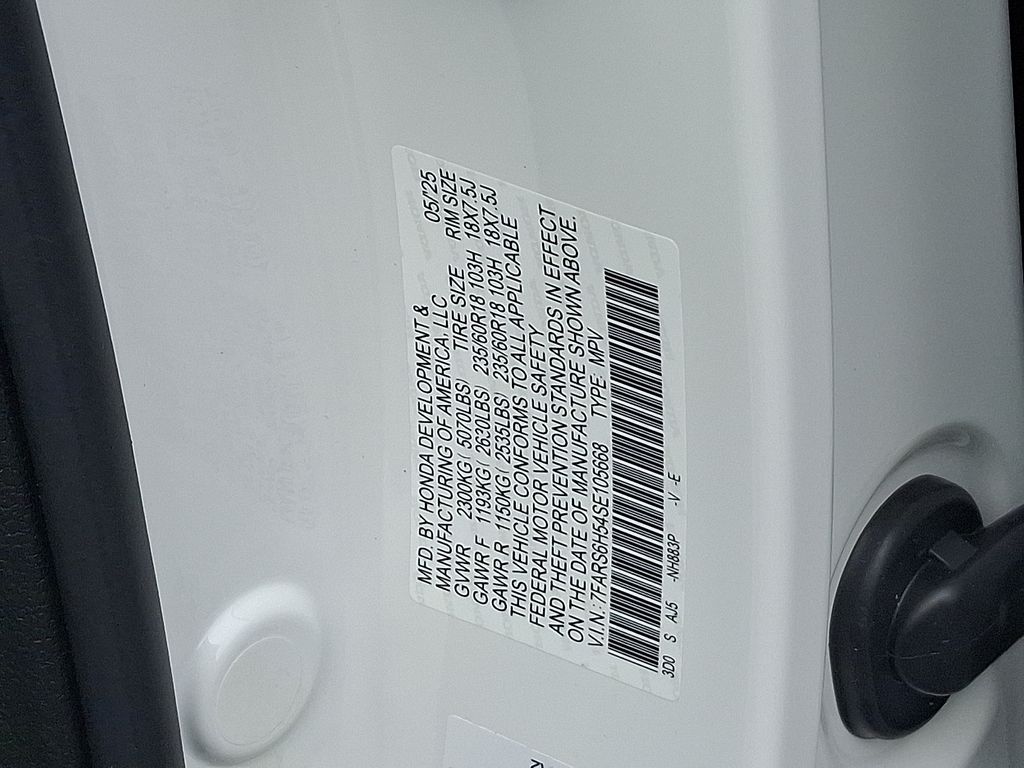 MFD. BY HONDA DEVELOPMENT &
MANUFACTURING OF AMERICA, LLC 05/'25
GVWR 2300KG( 5070LBS) TIRE SIZE RIM SIZE
GAWR F 1193KG( 2630LBS) 235/60R18 103H 18X7.5J
GAWR R 1150KG( 2535LBS) 235/60R18 103H 18X7.5J
THIS VEHICLE CONFORMS TO ALL APPLICABLE
FEDERAL MOTOR VEHICLE SAFETY
AND THEFT PREVENTION STANDARDS IN EFFECT
ON THE DATE OF MANUFACTURE SHOWN ABOVE.
V.I.N.: 7FARS6H54SE105668 TYPE: MPV
3D0 S AJ5 -NH883P -V -E